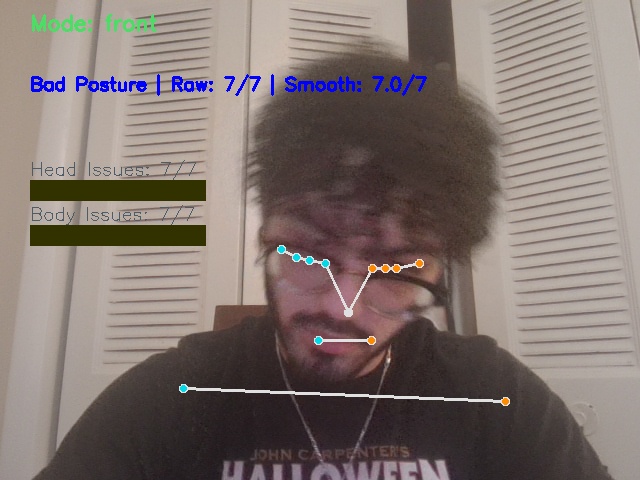 Mode: front
Bad Posture | Raw: 7/7 | Smooth: 7.0/7
Head Issues: 7/7
Body Issues: 7/7
JOHN CARPENTER'S
HALLOWEEN